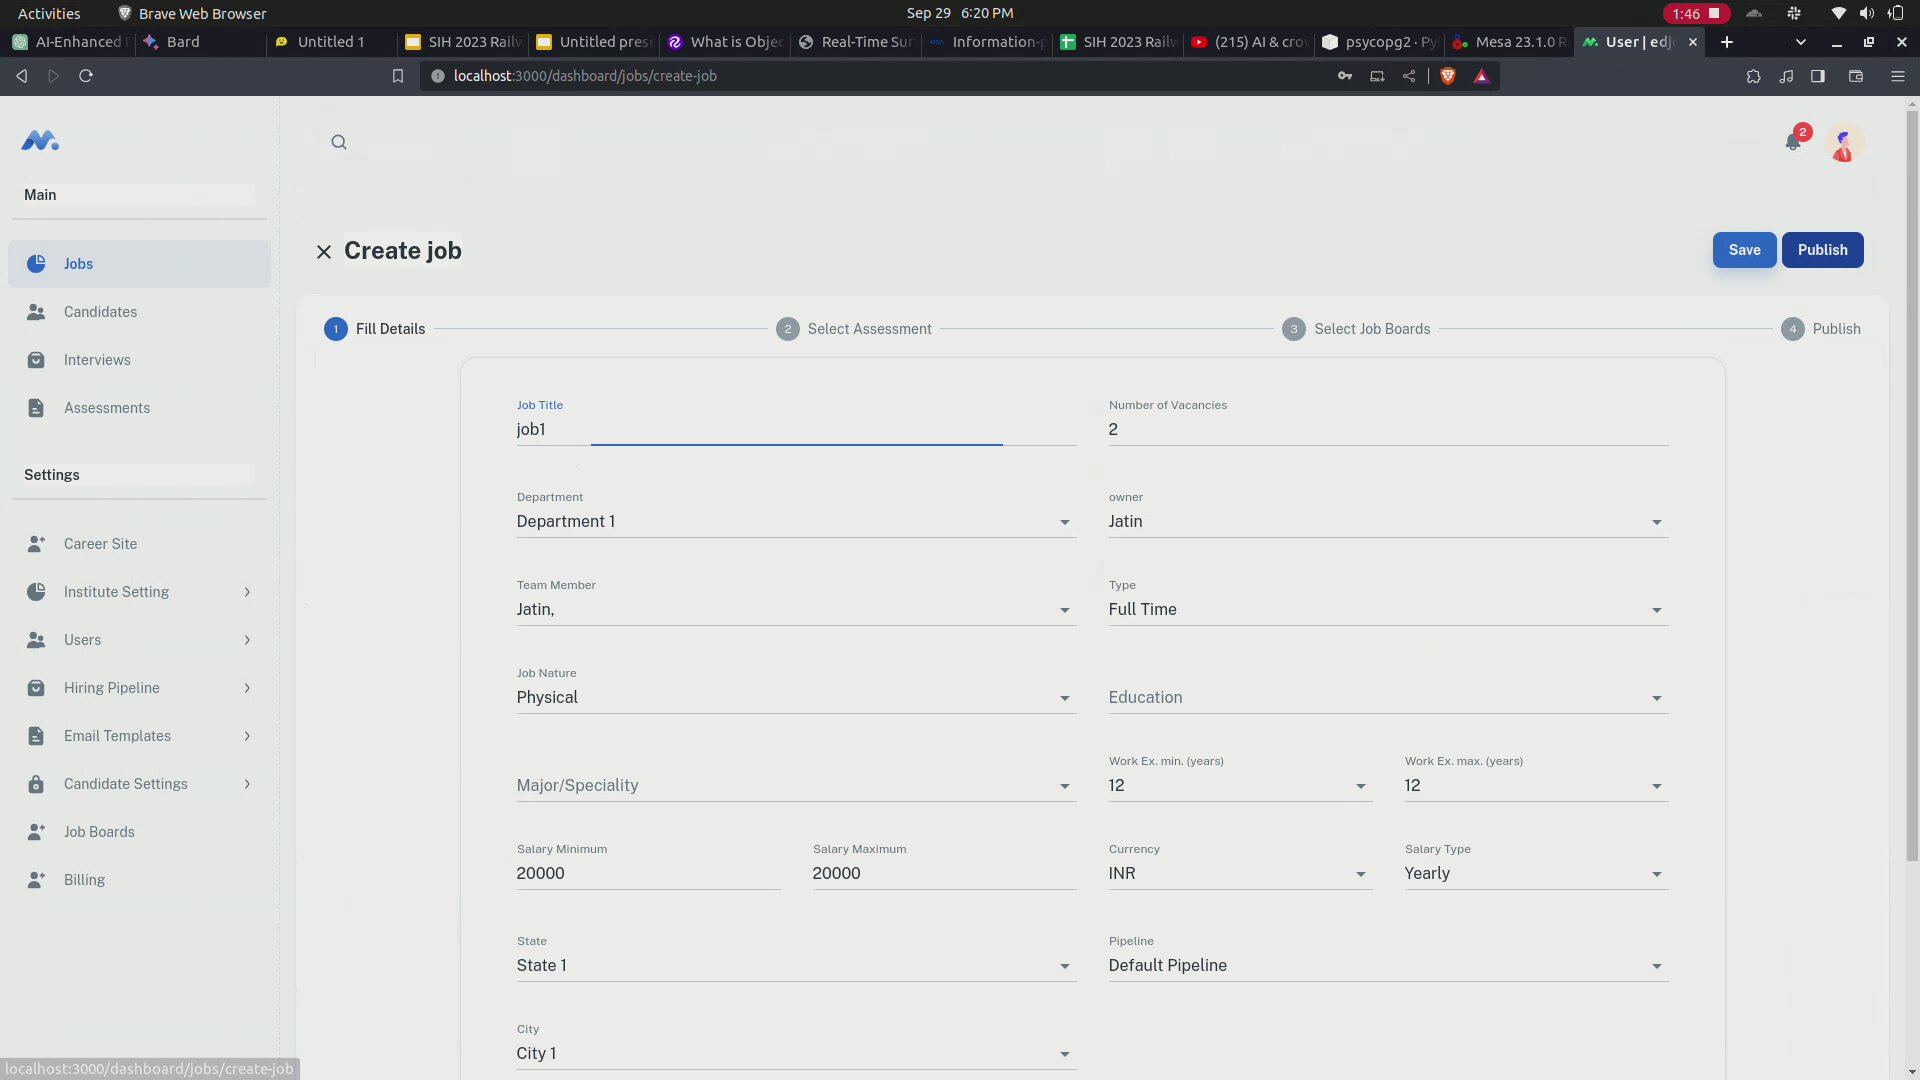 Activities Brave Web Browser Sep 29 6:20 PM 1:46
AI-Enhanced Bard Untitled 1 SIH 2023 Railw Untitled prese What is Objec Real-Time Sur Information-p SIH 2023 Railw (215) AI & crow psycopg2 · Py Mesa 23.1.0 R User | edj
localhost:3000/dashboard/jobs/create-job
2
Main
Create job Save Publish
Jobs
Candidates
Interviews
Assessments
Settings
Career Site
Institute Setting
Users
Hiring Pipeline
Email Templates
Candidate Settings
Job Boards
Billing
1 Fill Details 2 Select Assessment 3 Select Job Boards 4 Publish
Job Title Number of Vacancies
job1 2
Department owner
Department 1 Jatin
Team Member Type
Jatin, Full Time
Job Nature
Physical Education
Work Ex. min. (years) Work Ex. max. (years)
Major/Speciality 12 12
Salary Minimum Salary Maximum Currency Salary Type
20000 20000 INR Yearly
State Pipeline
State 1 Default Pipeline
City
City 1
localhost:3000/dashboard/jobs/create-job